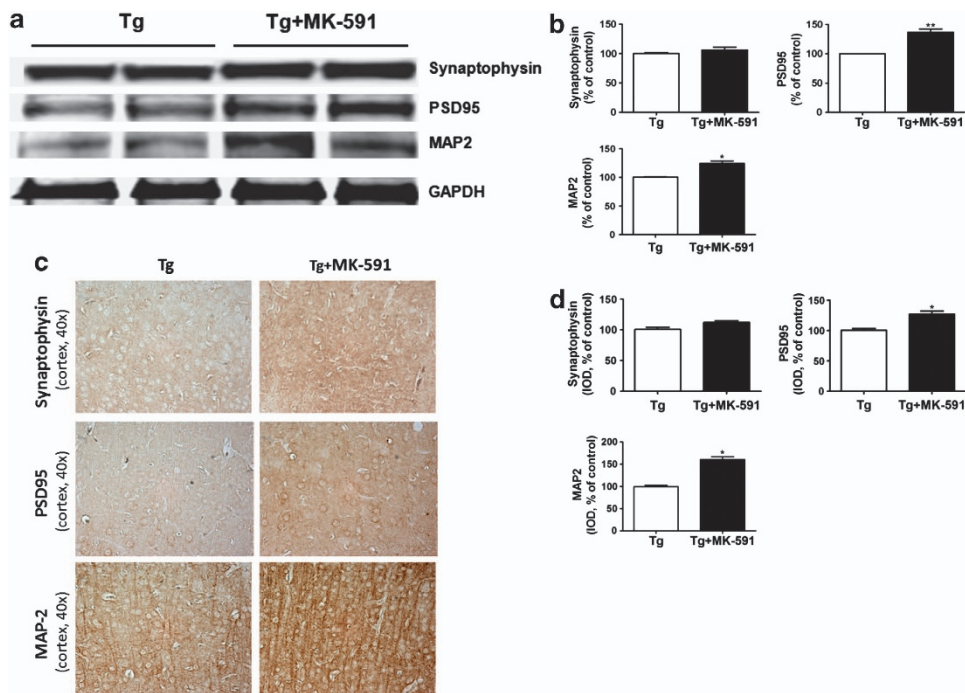 a
Tg
Tg+MK-591
Synaptophysin
PSD95
MAP2
GAPDH
b
Synaptophysin
(% of control)
150
100
50
0
Tg
Tg+MK-591
PSD95
(% of control)
150
100
50
0
**
Tg
Tg+MK-591
MAP2
(% of control)
150
100
50
0
*
Tg
Tg+MK-591
c
Tg
Tg+MK-591
Synaptophysin
(cortex, 40x)
PSD95
(cortex, 40x)
MAP-2
(cortex, 40x)
d
Synaptophysin
(IOD, % of control)
150
100
50
0
Tg
Tg+MK-591
PSD95
(IOD, % of control)
150
100
50
0
*
Tg
Tg+MK-591
MAP2
(IOD, % of control)
200
150
100
50
0
*
Tg
Tg+MK-591